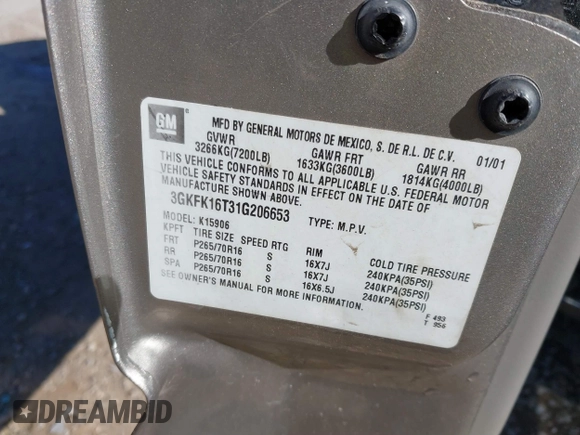 GM
MFD BY GENERAL MOTORS DE MEXICO, S. DE R.L. DE C.V. 01/01
GVWR GAWR FRT GAWR RR
3266KG(7200LB) 1633KG(3600LB) 1814KG(4000LB)
THIS VEHICLE CONFORMS TO ALL APPLICABLE U.S. FEDERAL MOTOR
VEHICLE SAFETY STANDARDS IN EFFECT ON THE DATE OF
MANUFACTURE SHOWN ABOVE.
3GKFK16T31G206653 TYPE: M.P.V.
MODEL: K15906
KPFT TIRE SIZE SPEED RTG RIM COLD TIRE PRESSURE
FRT P265/70R16 S 16X7J 240KPA(35PSI)
RR P265/70R16 S 16X7J 240KPA(35PSI)
SPA P265/70R16 S 16X6.5J 240KPA(35PSI)
SEE OWNER'S MANUAL FOR MORE INFORMATION.
F 493
T 956
DREAMBID